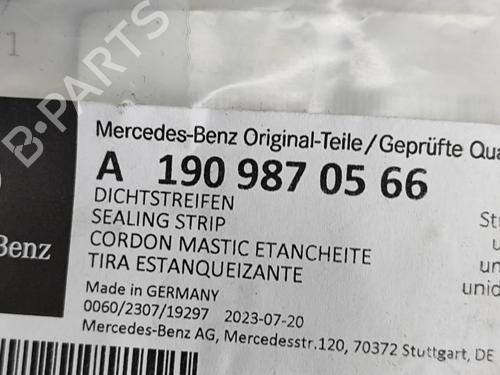 Mercedes-Benz Original-Teile/Geprüfte Qua
A 190 987 05 66
DICHTSTREIFEN
SEALING STRIP
CORDON MASTIC ETANCHEITE
TIRA ESTANQUEIZANTE
St
u
un
unid
Benz
Made in GERMANY
0060/2307/19297 2023-07-20
Mercedes-Benz AG, Mercedesstr.120, 70372 Stuttgart, DE
B-PARTS